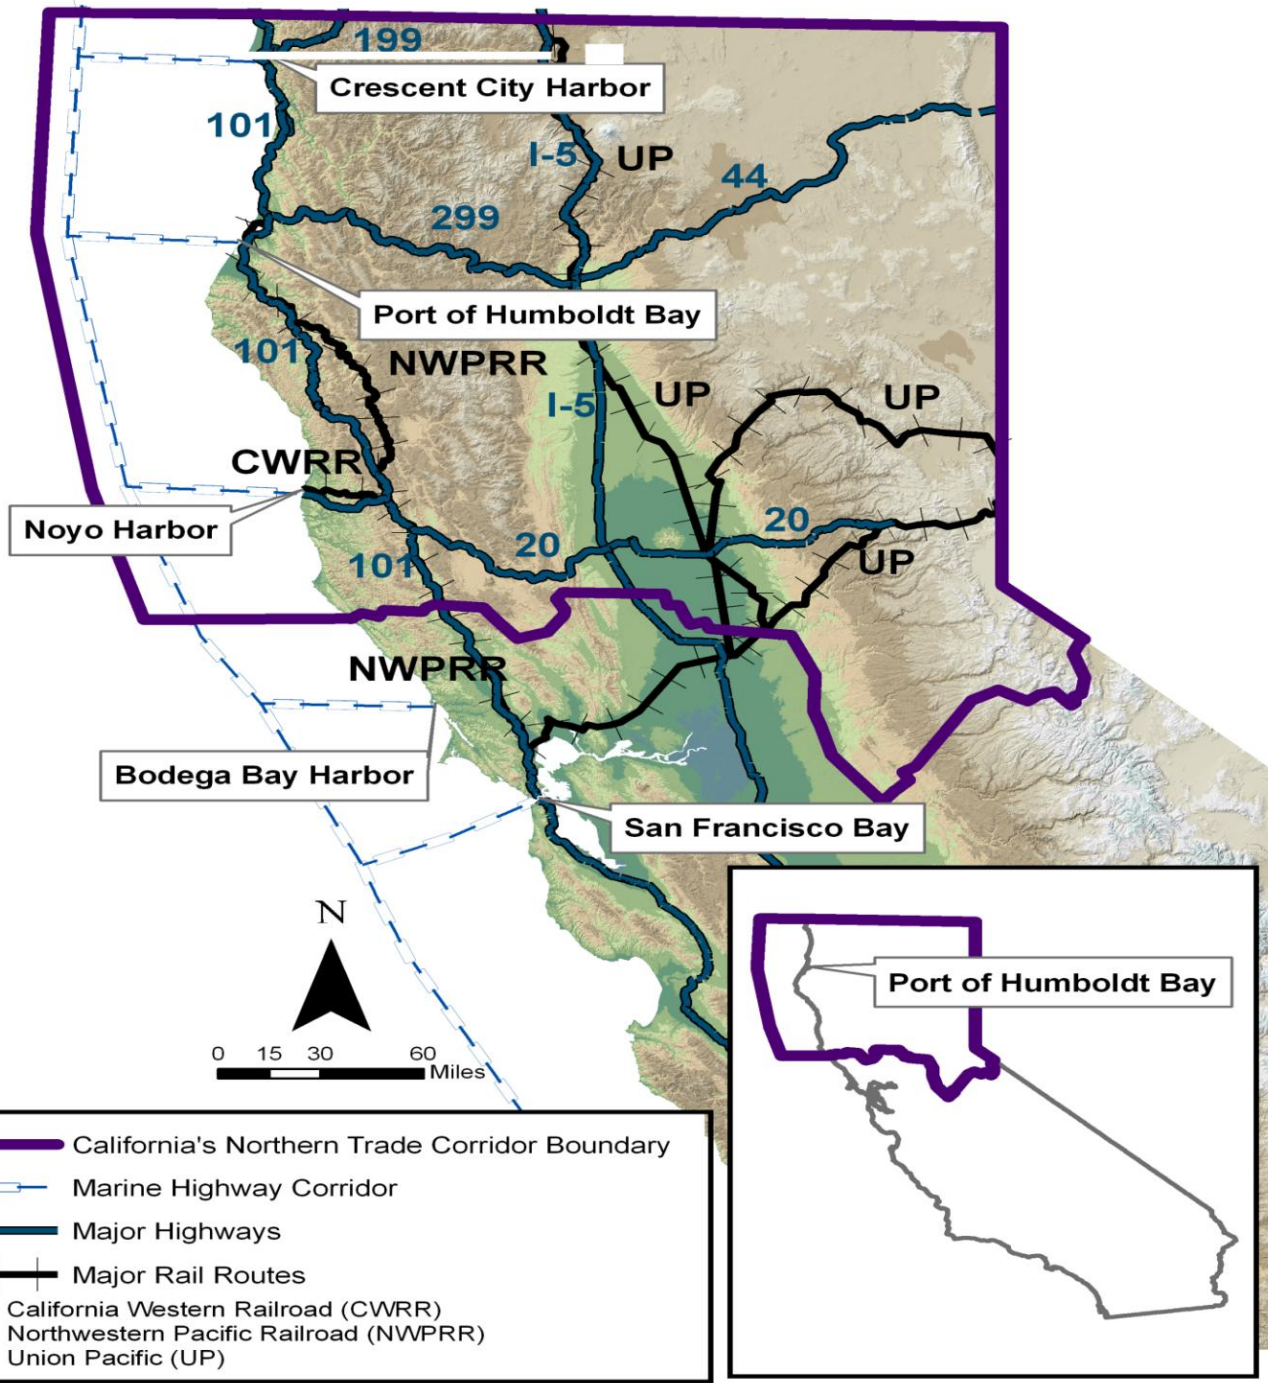 199
Crescent City Harbor
101
I-5
UP
44
299
Port of Humboldt Bay
101
NWPRR
UP
UP
I-5
CWRR
Noyo Harbor
20
20
101
UP
NWPRR
Bodega Bay Harbor
San Francisco Bay
N
0 15 30 60
Miles
Port of Humboldt Bay
California's Northern Trade Corridor Boundary
Marine Highway Corridor
Major Highways
Major Rail Routes
California Western Railroad (CWRR)
Northwestern Pacific Railroad (NWPRR)
Union Pacific (UP)